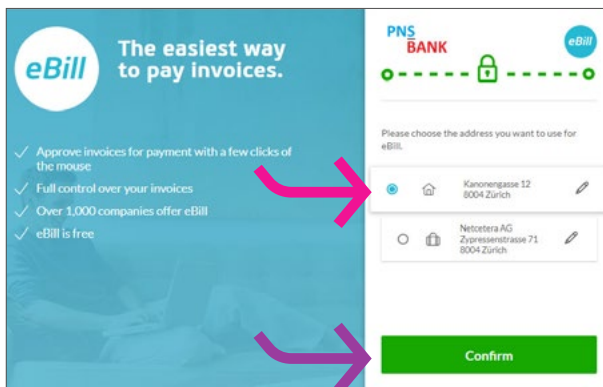 eBill
The easiest way
to pay invoices.
Approve invoices for payment with a few clicks of
the mouse
Full control over your invoices
Over 1,000 companies offer eBill
eBill is free
PNS
BANK
eBill
Please choose the address you want to use for
eBill.
Kanonengasse 12
8004 Zürich
Netcetera AG
Zypressenstrasse 71
8004 Zürich
Confirm